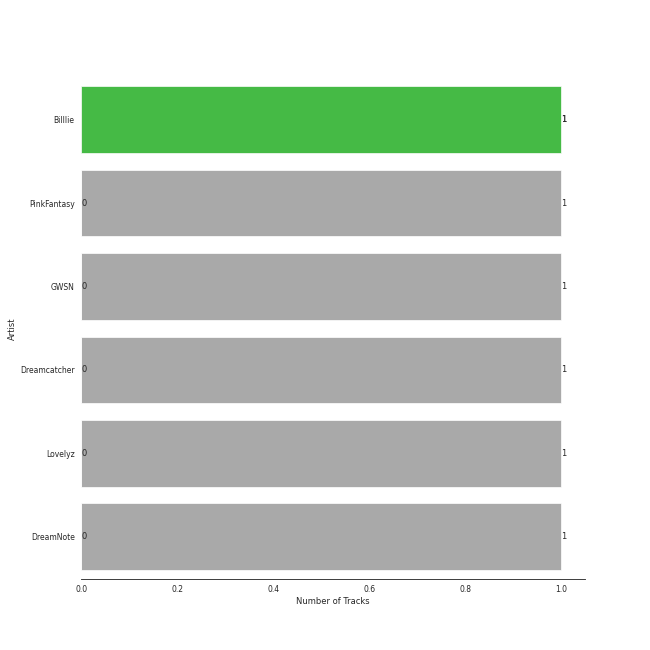 Billlie 1
PinkFantasy 0 1
GWSN 0 1
Dreamcatcher 0 1
Lovelyz 0 1
DreamNote 0 1
Artist
0.0 0.2 0.4 0.6 0.8 1.0
Number of Tracks